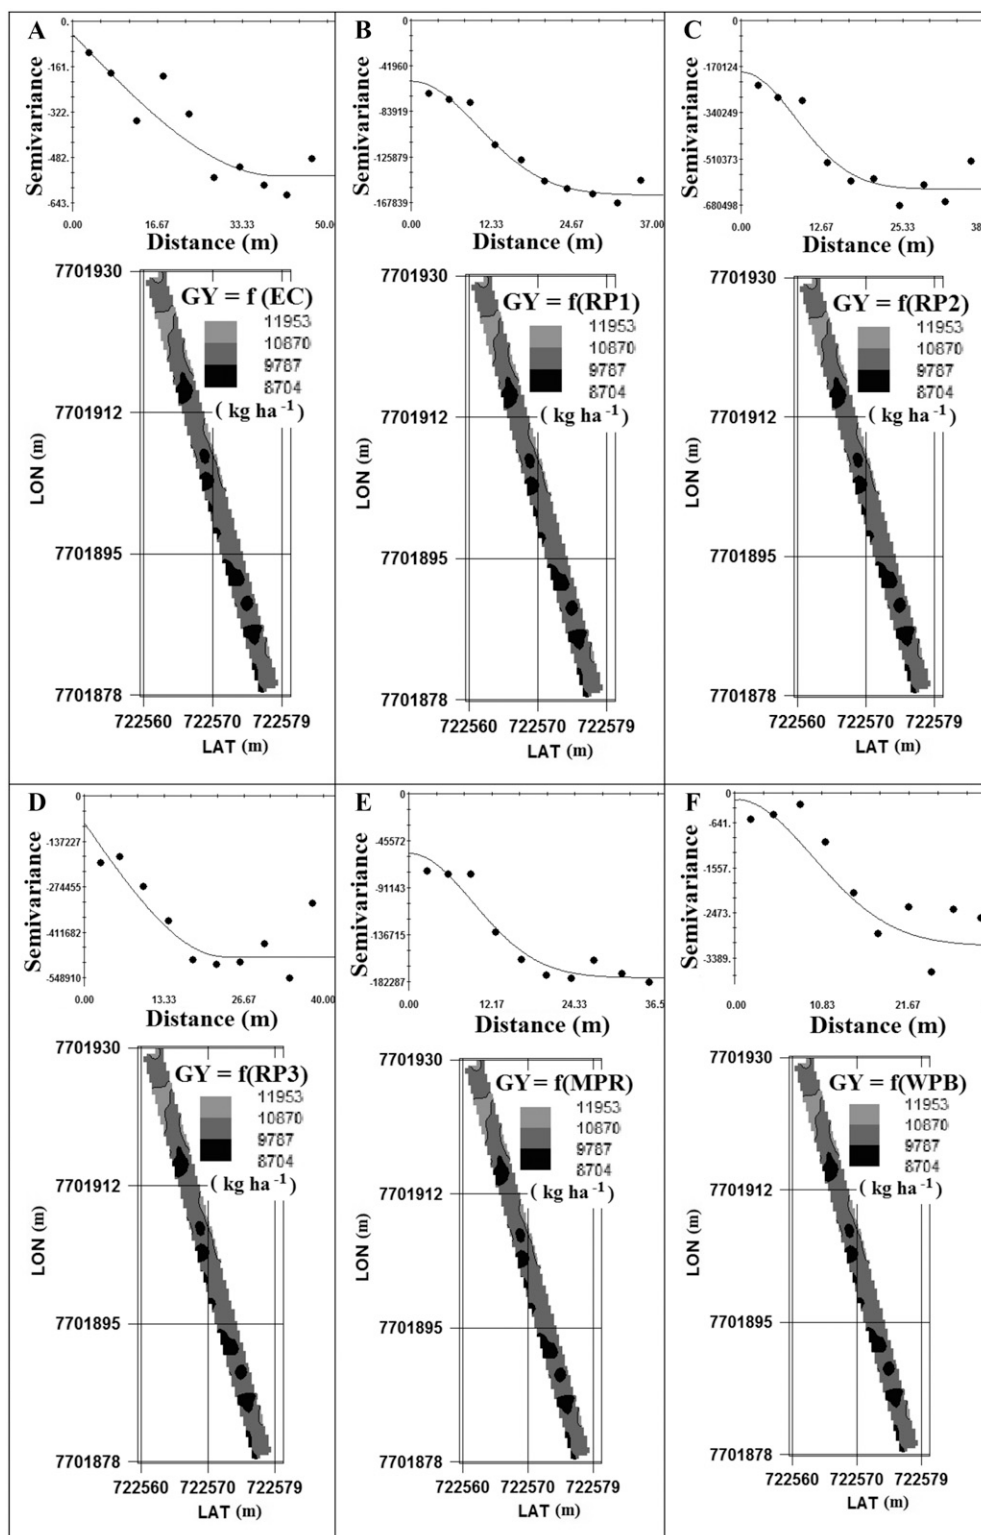 A
0.
-161.
-322.
-482.
-643.
Semivariance
0.00 16.67 33.33 50.00
Distance (m)
7701930
7701912
7701895
7701878
LON (m)
GY = f (EC)
11953
10870
9787
8704
( kg ha -1)
722560 722570 722579
LAT (m)
B
0.
-41960
-83919
-125879
-167839
Semivariance
0.00 12.33 24.67 37.00
Distance (m)
7701930
7701912
7701895
7701878
LON (m)
GY = f(RP1)
11953
10870
9787
8704
( kg ha -1)
722560 722570 722579
LAT (m)
C
0.
-170124
-340249
-510373
-680498
Semivariance
0.00 12.67 25.33 38
Distance (m)
7701930
7701912
7701895
7701878
LON (m)
GY = f(RP2)
11953
10870
9787
8704
( kg ha -1)
722560 722570 722579
LAT (m)
D
0.
-137227
-274455
-411682
-548910
Semivariance
0.00 13.33 26.67 40.00
Distance (m)
7701930
7701912
7701895
7701878
LON (m)
GY = f(RP3)
11953
10870
9787
8704
( kg ha -1)
722560 722570 722579
LAT (m)
E
0.
-45572
-91143
-136715
-182287
Semivariance
0.00 12.17 24.33 36.5
Distance (m)
7701930
7701912
7701895
7701878
LON (m)
GY = f(MPR)
11953
10870
9787
8704
( kg ha -1)
722560 722570 722579
LAT (m)
F
0.
-641.
-1557
-2473.
-3389.
Semivariance
0.00 10.83 21.67
Distance (m)
7701930
7701912
7701895
7701878
LON (m)
GY = f(WPB)
11953
10870
9787
8704
( kg ha -1)
722560 722570 722579
LAT (m)